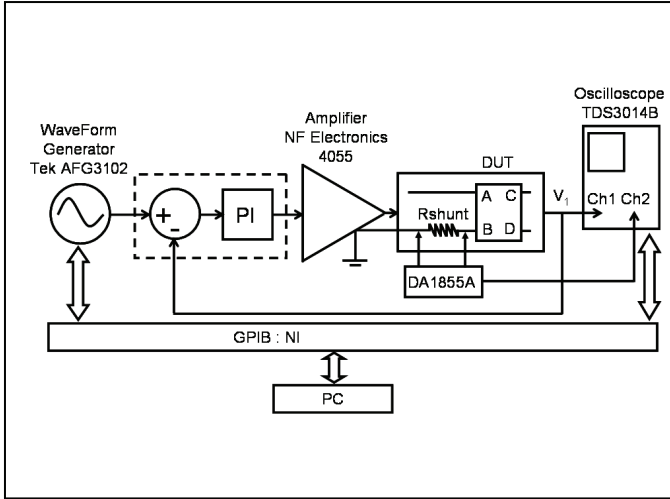 WaveForm
Generator
Tek AFG3102
+
-
PI
Amplifier
NF Electronics
4055
DUT
A C
B D
Rshunt
DA1855A
V1
Oscilloscope
TDS3014B
Ch1 Ch2
GPIB : NI
PC